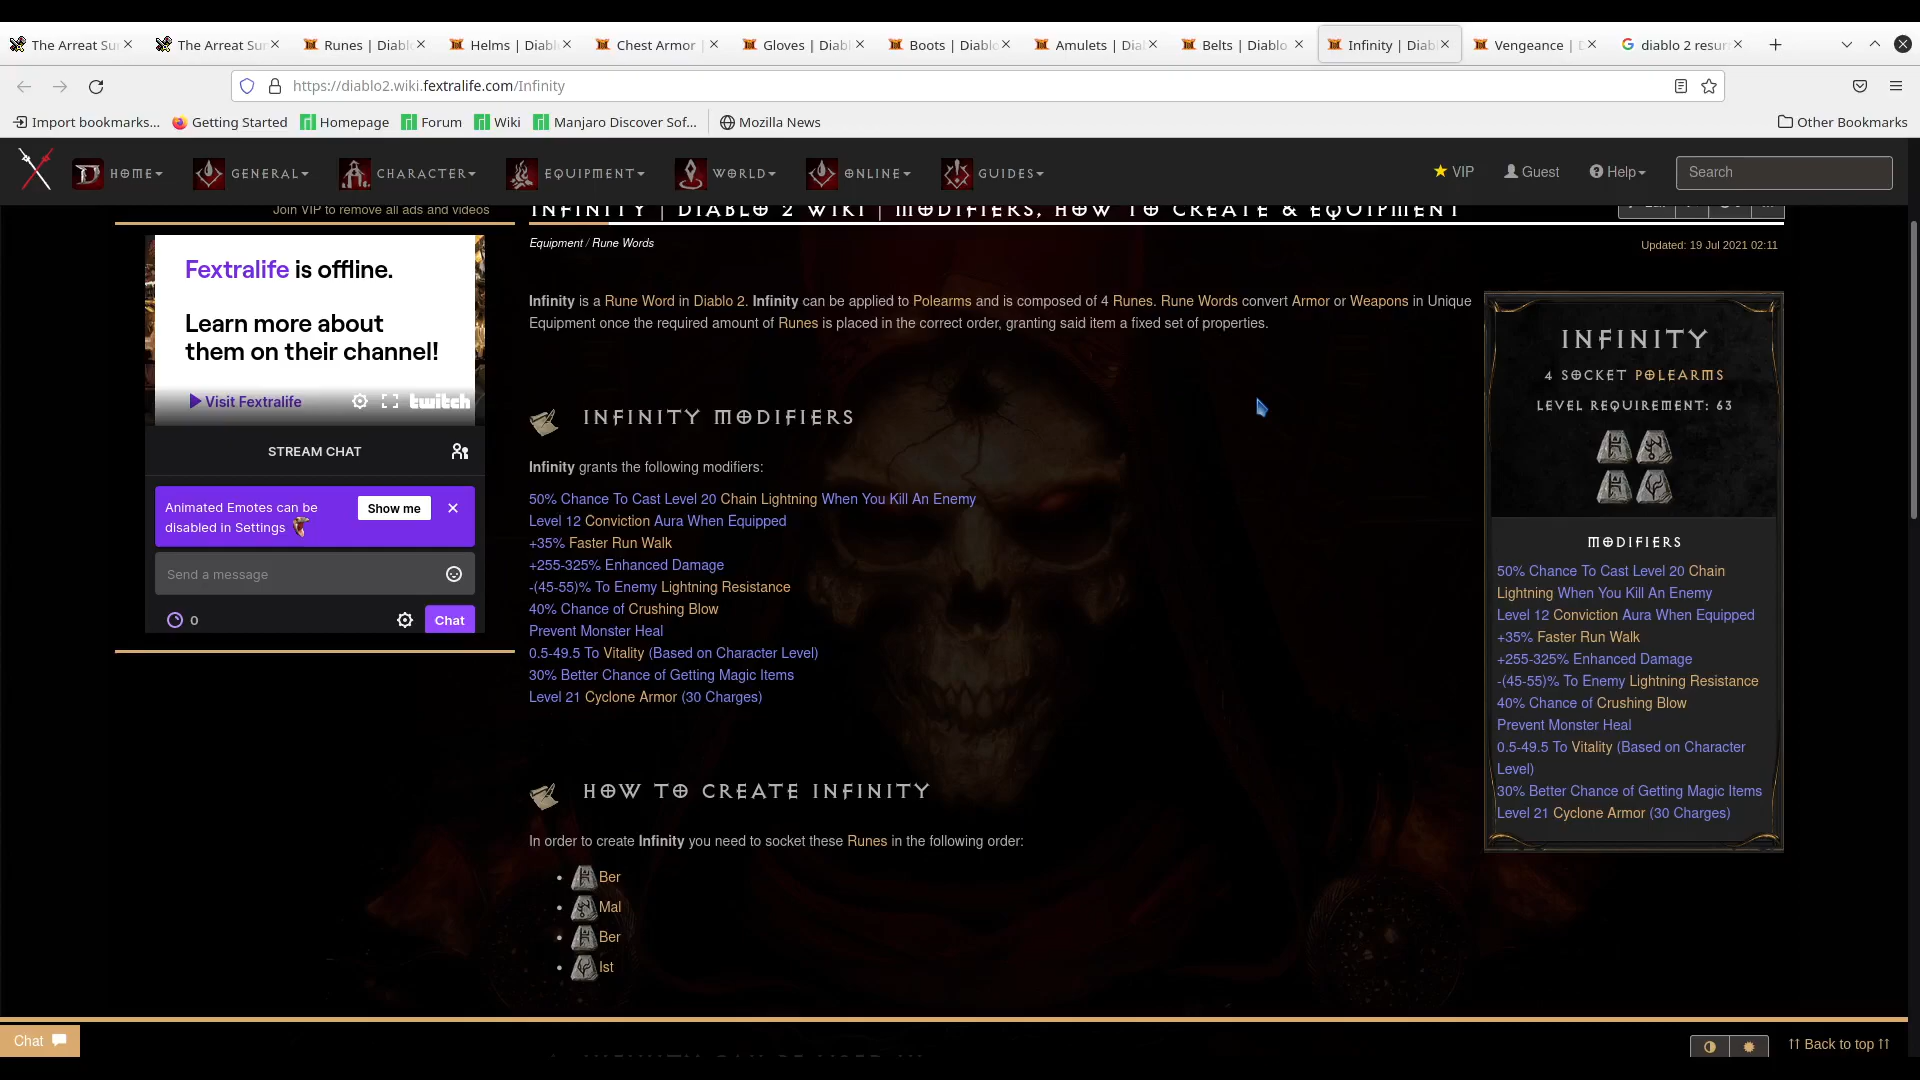 The Arreat Su
The Arreat Su
Runes | Diabl
Helms | Diabl
Chest Armor |
Gloves | Diabl
Boots | Diablo
Amulets | Dia
Belts | Diablo
Infinity | Diab
Vengeance | D
diablo 2 resur
https://diablo2.wiki.fextralife.com/Infinity
Import bookmarks...
Getting Started
Homepage
Forum
Wiki
Manjaro Discover Sof...
Mozilla News
Other Bookmarks
HOME
GENERAL
CHARACTER
EQUIPMENT
WORLD
ONLINE
GUIDES
VIP
Guest
Help
Search
Join VIP to remove all ads and videos
INFINITY | DIABLO 2 WIKI | MODIFIERS, HOW TO CREATE & EQUIPMENT
Equipment / Rune Words
Updated: 19 Jul 2021 02:11
Fextralife is offline.
Learn more about
them on their channel!
Visit Fextralife
twitch
STREAM CHAT
Animated Emotes can be
disabled in Settings
Show me
Send a message
0
Chat
Infinity is a Rune Word in Diablo 2. Infinity can be applied to Polearms and is composed of 4 Runes. Rune Words convert Armor or Weapons in Unique
Equipment once the required amount of Runes is placed in the correct order, granting said item a fixed set of properties.
INFINITY MODIFIERS
Infinity grants the following modifiers:
50% Chance To Cast Level 20 Chain Lightning When You Kill An Enemy
Level 12 Conviction Aura When Equipped
+35% Faster Run Walk
+255-325% Enhanced Damage
-(45-55)% To Enemy Lightning Resistance
40% Chance of Crushing Blow
Prevent Monster Heal
0.5-49.5 To Vitality (Based on Character Level)
30% Better Chance of Getting Magic Items
Level 21 Cyclone Armor (30 Charges)
HOW TO CREATE INFINITY
In order to create Infinity you need to socket these Runes in the following order:
Ber
Mal
Ber
Ist
INFINITY
4 SOCKET POLEARMS
LEVEL REQUIREMENT: 63
MODIFIERS
50% Chance To Cast Level 20 Chain
Lightning When You Kill An Enemy
Level 12 Conviction Aura When Equipped
+35% Faster Run Walk
+255-325% Enhanced Damage
-(45-55)% To Enemy Lightning Resistance
40% Chance of Crushing Blow
Prevent Monster Heal
0.5-49.5 To Vitality (Based on Character
Level)
30% Better Chance of Getting Magic Items
Level 21 Cyclone Armor (30 Charges)
Chat
Back to top